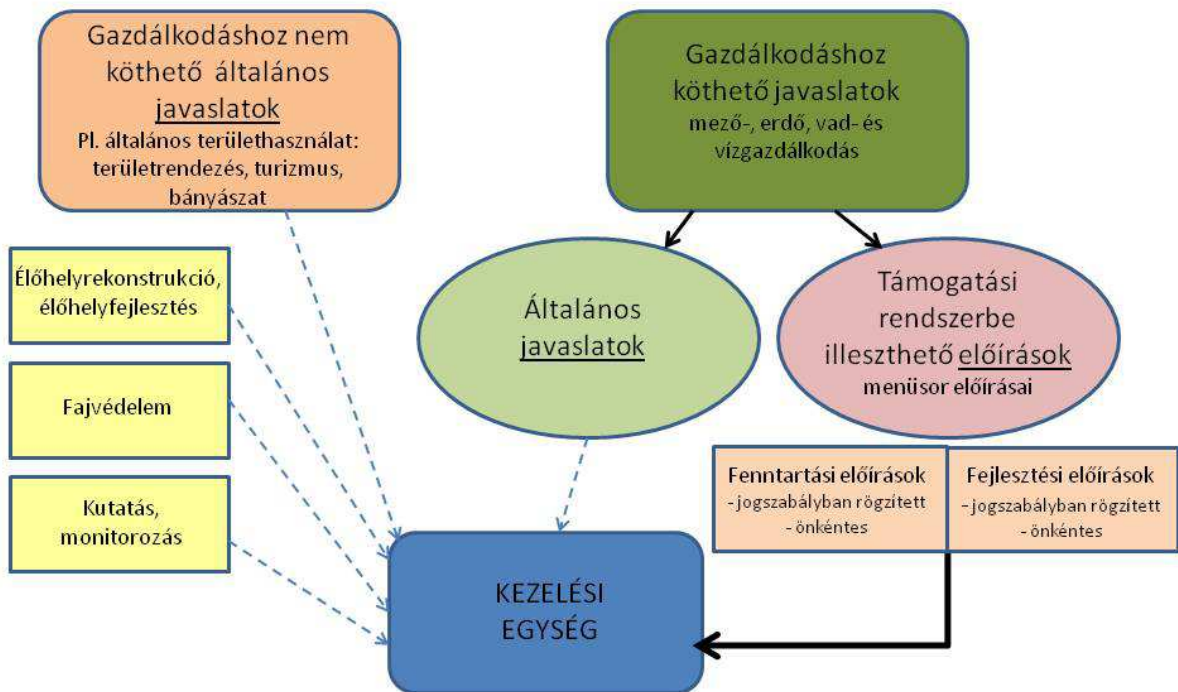 Gazdálkodáshoz nem
köthető általános
javaslatok
Pl. általános területhasználat:
területrendezés, turizmus,
bányászat
Gazdálkodáshoz
köthető javaslatok
mező-, erdő, vad- és
vízgazdálkodás
Élőhelyrekonstrukció,
élőhelyfejlesztés
Fajvédelem
Kutatás,
monitorozás
Általános
javaslatok
Támogatási
rendszerbe
illeszthető előírások
menüsor előírásai
Fenntartási előírások
- jogszabályban rögzített
- önkéntes
Fejlesztési előírások
- jogszabályban rögzített
- önkéntes
KEZELÉSI
EGYSÉG